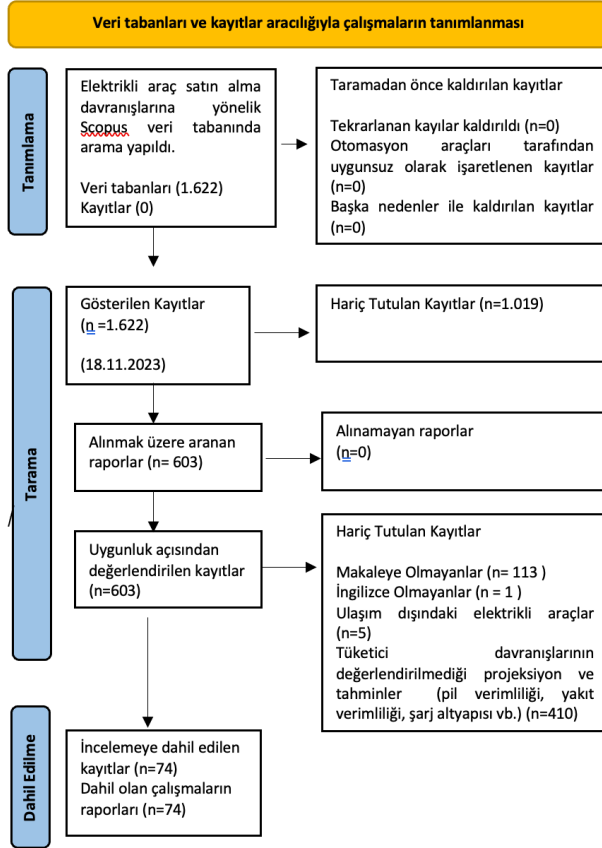 Veri tabanları ve kayıtlar aracılığıyla çalışmaların tanımlanması
Tanımlama
Elektrikli araç satın alma
davranışlarına yönelik
Scopus veri tabanında
arama yapıldı.
Veri tabanları (1.622)
Kayıtlar (0)
Taramadan önce kaldırılan kayıtlar
Tekrarlanan kayılar kaldırıldı (n=0)
Otomasyon araçları tarafından
uygunsuz olarak işaretlenen kayıtlar
(n=0)
Başka nedenler ile kaldırılan kayıtlar
(n=0)
Tarama
Gösterilen Kayıtlar
(n =1.622)
(18.11.2023)
Hariç Tutulan Kayıtlar (n=1.019)
Alınmak üzere aranan
raporlar (n= 603)
Alınamayan raporlar
(n=0)
Uygunluk açısından
değerlendirilen kayıtlar
(n=603)
Hariç Tutulan Kayıtlar
Makaleye Olmayanlar (n= 113 )
İngilizce Olmayanlar (n = 1 )
Ulaşım dışındaki elektrikli araçlar
(n=5)
Tüketici davranışlarının
değerlendirilmediği projeksiyon ve
tahminler (pil verimliliği, yakıt
verimliliği, şarj altyapısı vb.) (n=410)
Dahil Edilme
İncelemeye dahil edilen
kayıtlar (n=74)
Dahil olan çalışmaların
raporları (n=74)